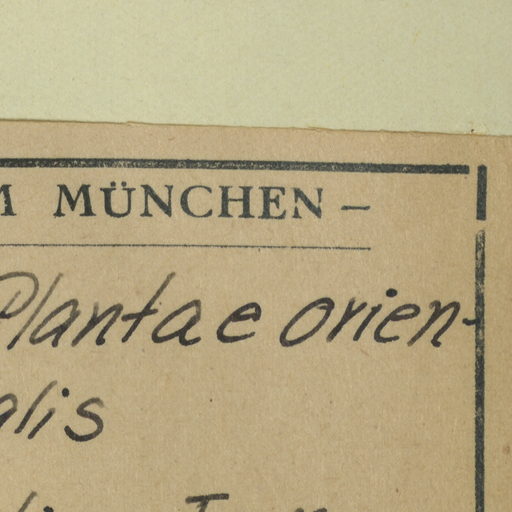 M MÜNCHEN –
Plantae orien-
alis